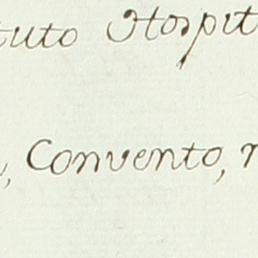 tuto Hospit
, Convento, r